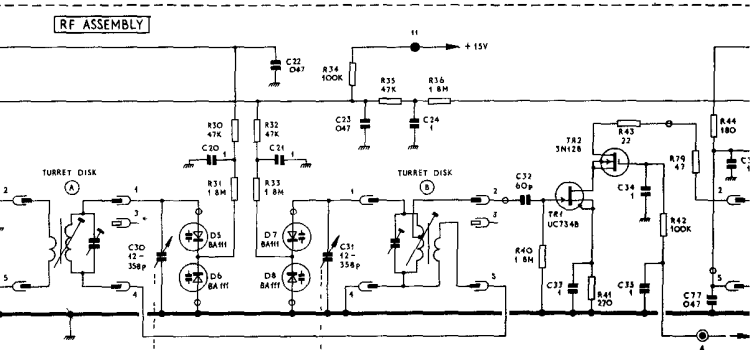 RF ASSEMBLY
11
+ 15V
C22
047
R34
100K
R35
47K
R36
1 8M
R30
47K
R32
47K
C23
047
C24
1
R43
22
R44
180
TR2
3N128
C20
1
C21
1
R79
47
TURRET DISK
A
TURRET DISK
B
R31
1 8M
R33
1 8M
C32
60p
C34
1
2
1
3
1
2
3
2
TR1
UC734B
R42
100K
D5
BA111
D7
BA111
C30
12-
358p
C31
12-
358p
R40
1 8M
D6
BA111
D8
BA111
5
4
4
5
5
C33
1
R41
270
C35
1
C77
047
4